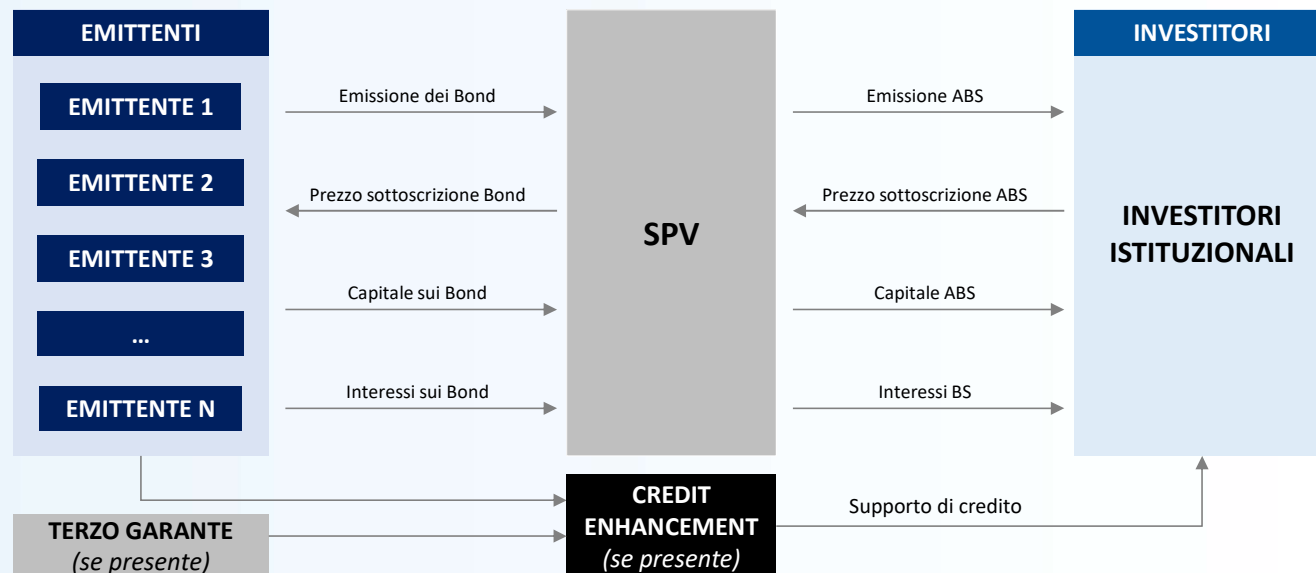 EMITTENTI
INVESTITORI
EMITTENTE 1
Emissione dei Bond
Emissione ABS
EMITTENTE 2
Prezzo sottoscrizione Bond
Prezzo sottoscrizione ABS
SPV
INVESTITORI
ISTITUZIONALI
EMITTENTE 3
Capitale sui Bond
Capitale ABS
...
EMITTENTE N
Interessi sui Bond
Interessi BS
CREDIT
ENHANCEMENT
(se presente)
Supporto di credito
TERZO GARANTE
(se presente)